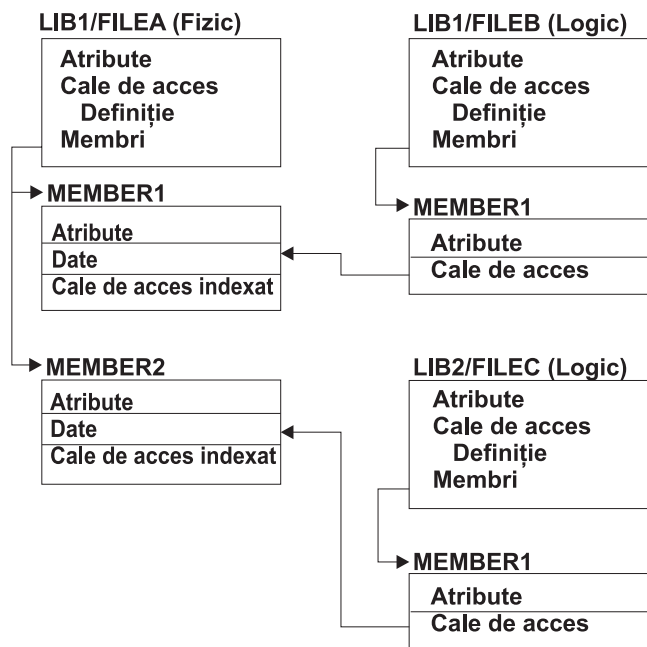 LIB1/FILEA (Fizic)
Atribute
Cale de acces
Definiție
Membri
MEMBER1
Atribute
Date
Cale de acces indexat
MEMBER2
Atribute
Date
Cale de acces indexat
LIB1/FILEB (Logic)
Atribute
Cale de acces
Definiție
Membri
MEMBER1
Atribute
Cale de acces
LIB2/FILEC (Logic)
Atribute
Cale de acces
Definiție
Membri
MEMBER1
Atribute
Cale de acces